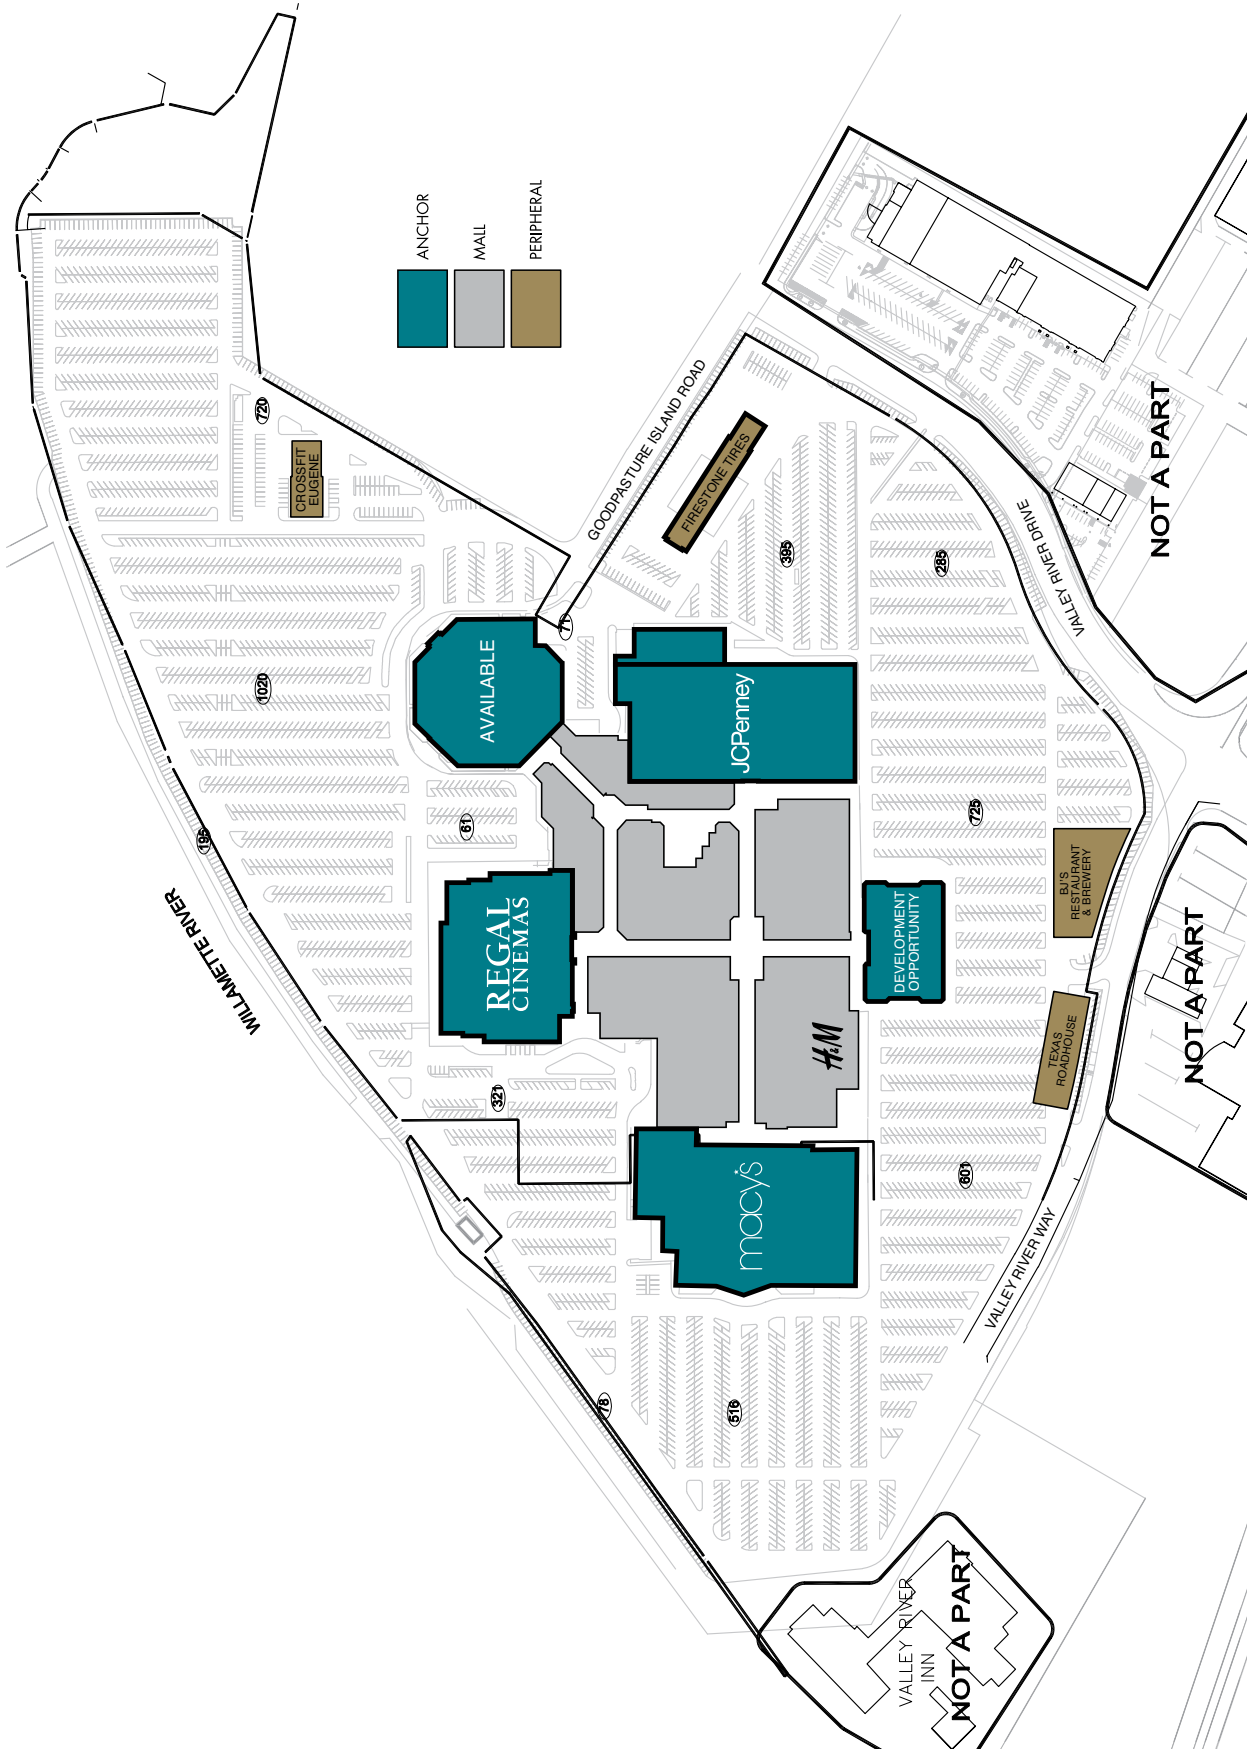 ANCHOR
MALL
PERIPHERAL
WILLAMETTE RIVER
GOODPASTURE ISLAND ROAD
VALLEY RIVER DRIVE
VALLEY RIVER WAY
CROSSFIT
EUGENE
FIRESTONE TIRES
AVAILABLE
JCPenney
REGAL
CINEMAS
H&M
macy's
DEVELOPMENT
OPPORTUNITY
BJ'S
RESTAURANT
& BREWERY
TEXAS
ROADHOUSE
720
1020
195
61
71
395
285
725
321
601
78
516
NOT A PART
NOT A PART
VALLEY RIVER
INN
NOT A PART